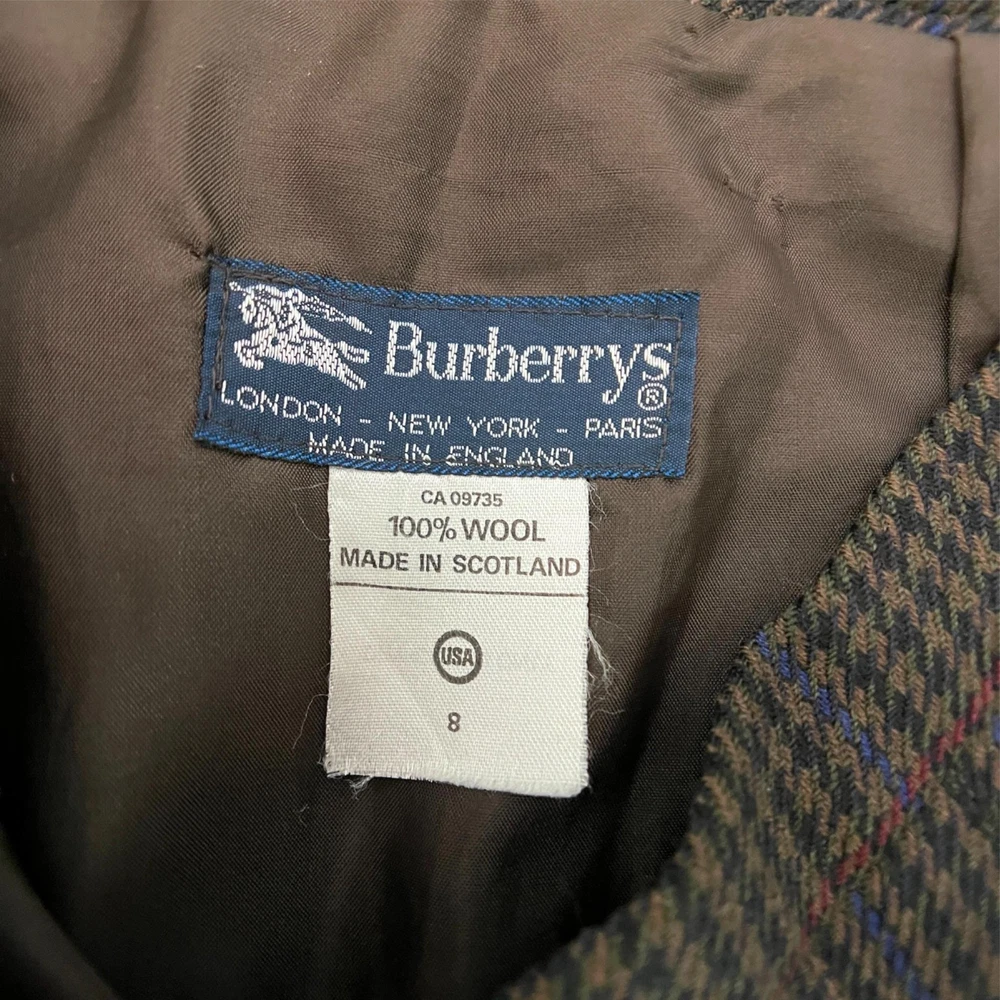 Burberrys®
LONDON - NEW YORK - PARIS
MADE IN ENGLAND
CA 09735
100% WOOL
MADE IN SCOTLAND
USA
8